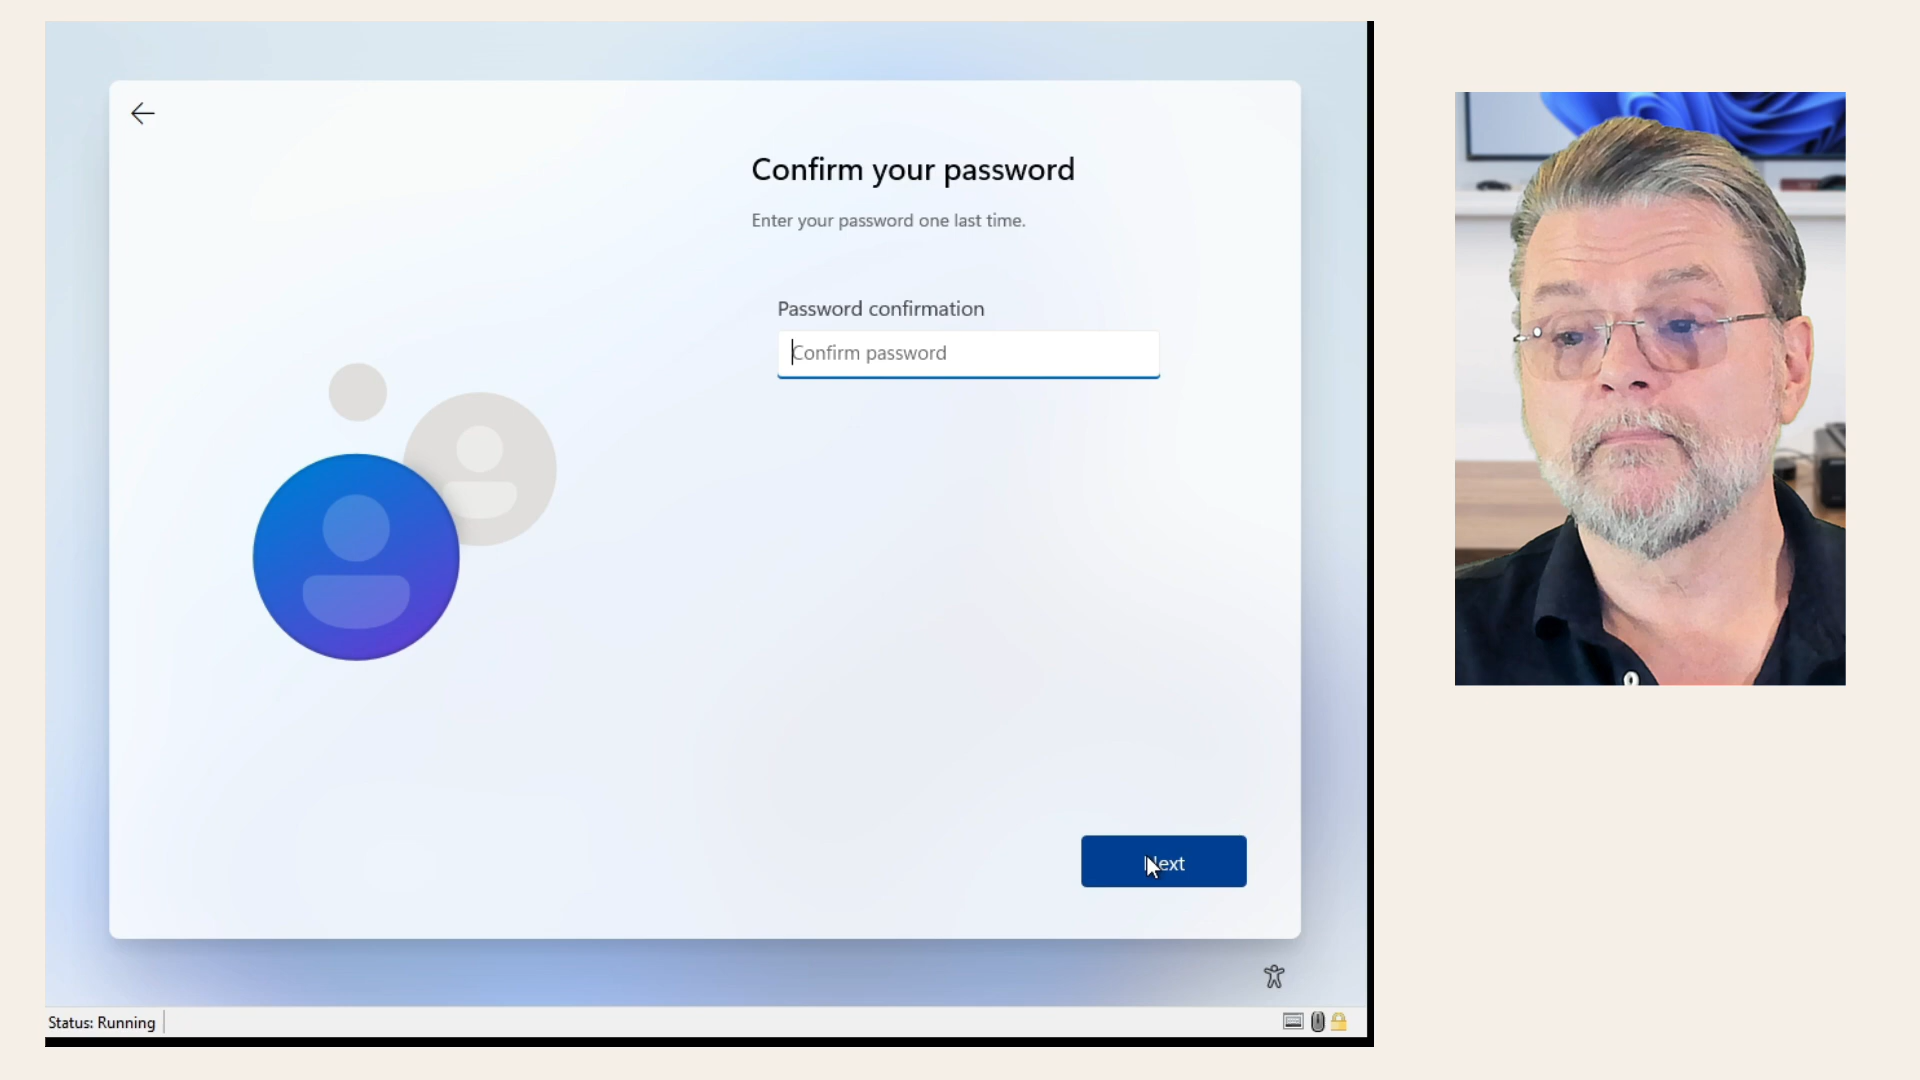 Confirm your password
Enter your password one last time.
Password confirmation
Confirm password
Next
Status: Running